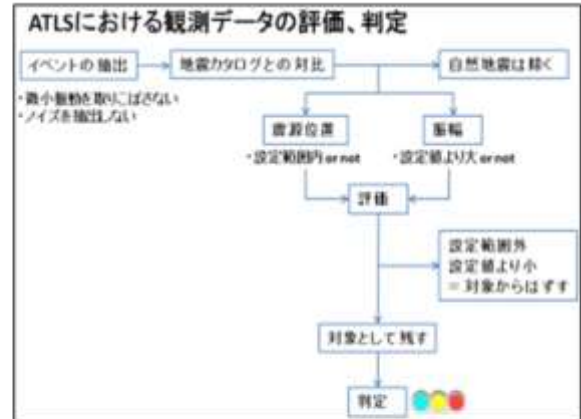 ATLSにおける観測データの評価、判定
イベントの抽出
地震カタログとの対比
自然地震は除く
・微小振動を取りこぼさない
・ノイズを抽出しない
震源位置
振幅
・設定範囲内 or not
・設定値より大 or not
評価
設定範囲外
設定値より小
= 対象からはずす
対象として残す
判定